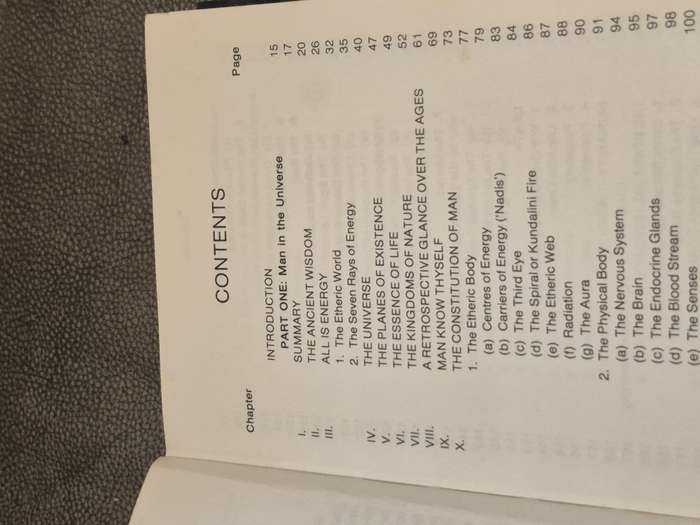 CONTENTS
Chapter Page
INTRODUCTION 15
PART ONE: Man in the Universe 17
I. SUMMARY 20
II. THE ANCIENT WISDOM 26
III. ALL IS ENERGY 32
1. The Etheric World 35
2. The Seven Rays of Energy 40
IV. THE UNIVERSE 47
V. THE PLANES OF EXISTENCE 49
VI. THE ESSENCE OF LIFE 52
VII. THE KINGDOMS OF NATURE 61
VIII. A RETROSPECTIVE GLANCE OVER THE AGES 69
IX. MAN KNOW THYSELF 73
X. THE CONSTITUTION OF MAN 77
1. The Etheric Body 79
(a) Centres of Energy 83
(b) Carriers of Energy ('Nadis') 84
(c) The Third Eye 86
(d) The Spiral or Kundalini Fire 87
(e) The Etheric Web 88
(f) Radiation 90
(g) The Aura 91
2. The Physical Body 94
(a) The Nervous System 95
(b) The Brain 97
(c) The Endocrine Glands 98
(d) The Blood Stream 100
(e) The Senses